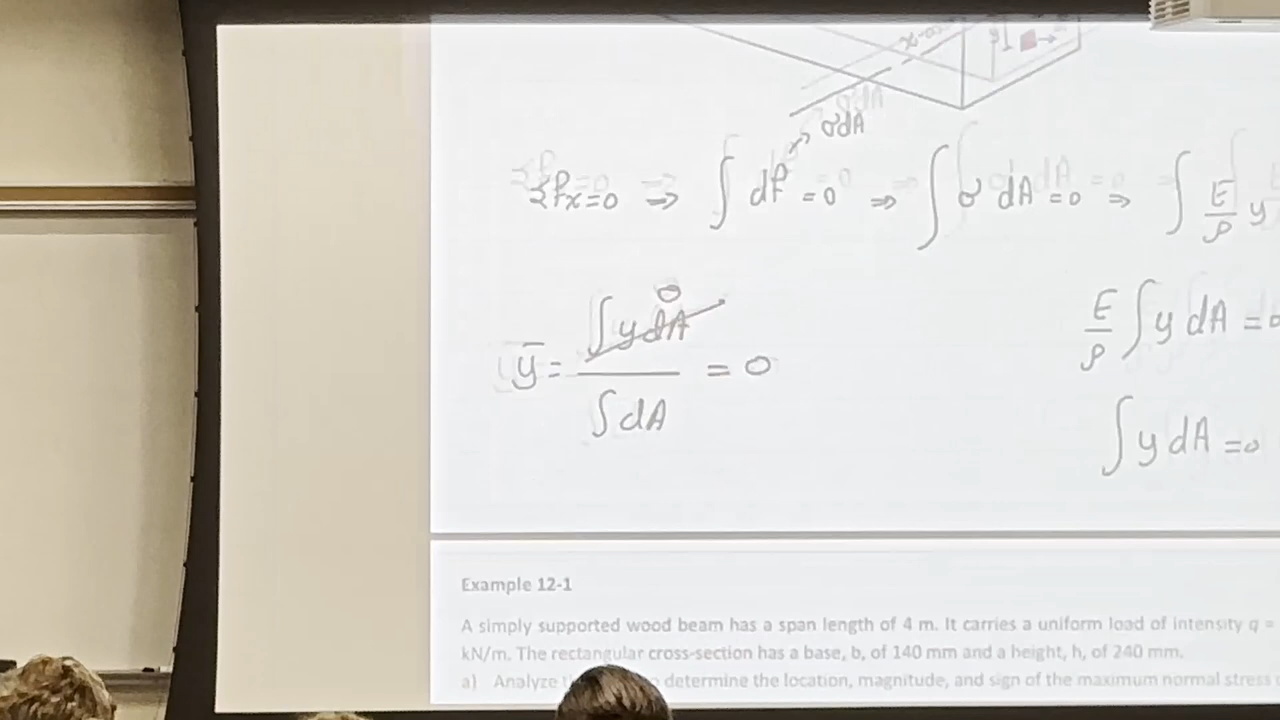 σdA
ΣFx=0 ⇒ ∫ dF = 0 ⇒ ∫ σ dA = 0 ⇒ ∫ E/ρ y
ȳ = ∫ y dA / ∫ dA = 0
0
E/ρ ∫ y dA = 0
∫ y dA = 0
Example 12-1
A simply supported wood beam has a span length of 4 m. It carries a uniform load of intensity q =
kN/m. The rectangular cross-section has a base, b, of 140 mm and a height, h, of 240 mm.
a) Analyze determine the location, magnitude, and sign of the maximum normal stress